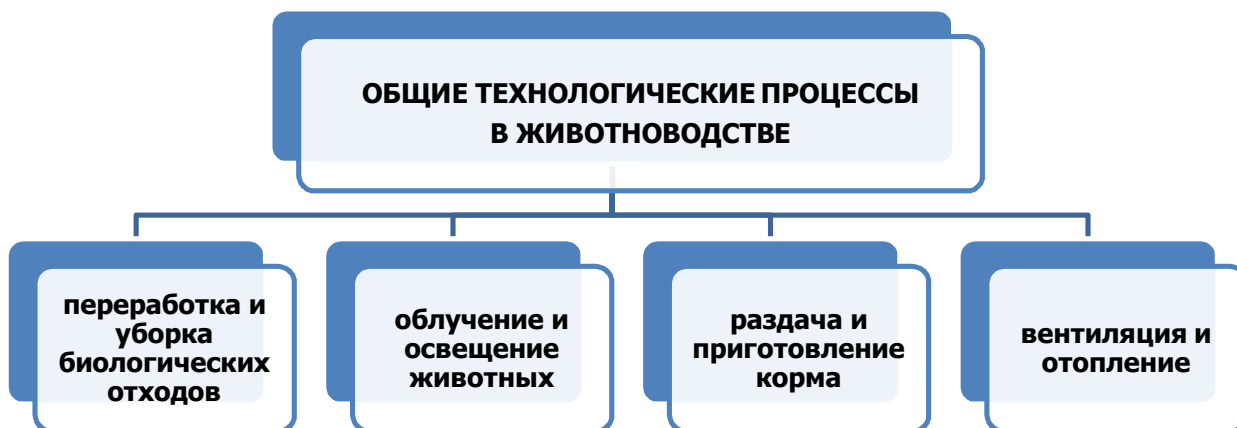 ОБЩИЕ ТЕХНОЛОГИЧЕСКИЕ ПРОЦЕССЫ
В ЖИВОТНОВОДСТВЕ
переработка и
уборка
биологических
отходов
облучение и
освещение
животных
раздача и
приготовление
корма
вентиляция и
отопление